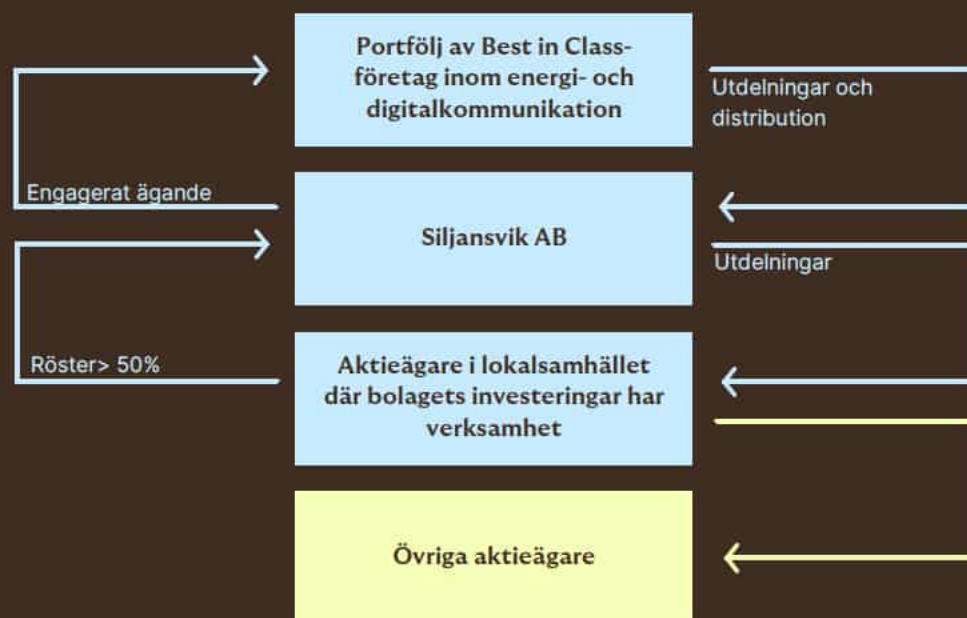 Portfölj av Best in Class-
företag inom energi- och
digitalkommunikation
Utdelningar och
distribution
Engagerat ägande
Siljansvik AB
Utdelningar
Röster> 50%
Aktieägare i lokalsamhället
där bolagets investeringar har
verksamhet
Övriga aktieägare